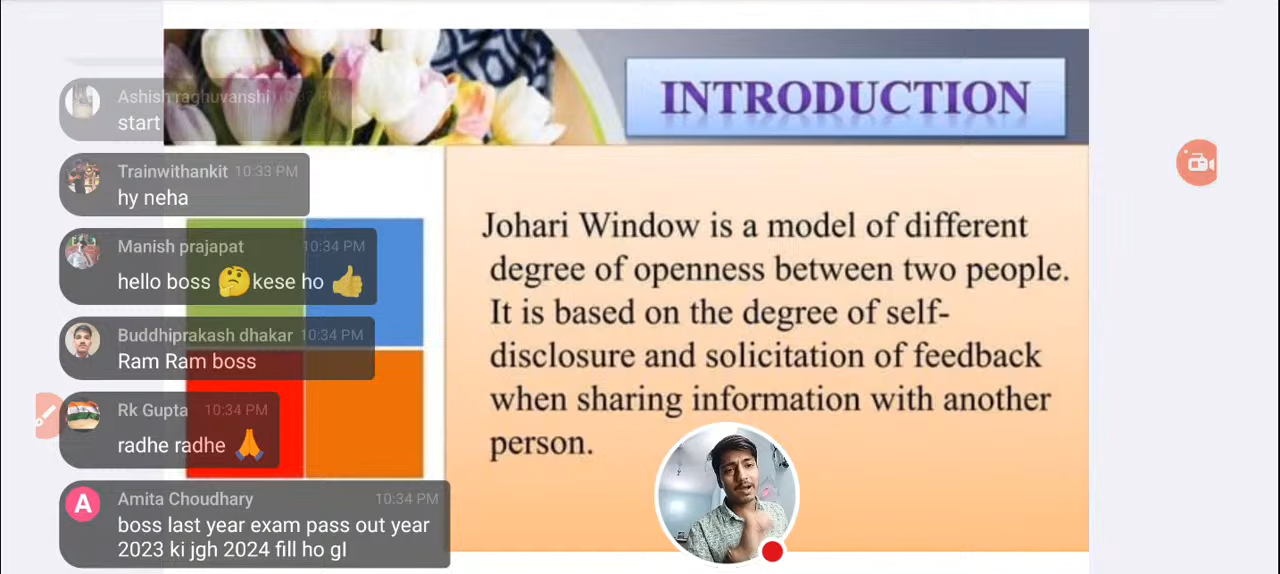 INTRODUCTION
Johari Window is a model of different
degree of openness between two people.
It is based on the degree of self-
disclosure and solicitation of feedback
when sharing information with another
person.
Ashish raghuvanshi 10:33 PM
start
Trainwithankit 10:33 PM
hy neha
Manish prajapat 10:34 PM
hello boss 🤔 kese ho 👍
Buddhiprakash dhakar 10:34 PM
Ram Ram boss
Rk Gupta 10:34 PM
radhe radhe 🙏
A
Amita Choudhary 10:34 PM
boss last year exam pass out year
2023 ki jgh 2024 fill ho gI